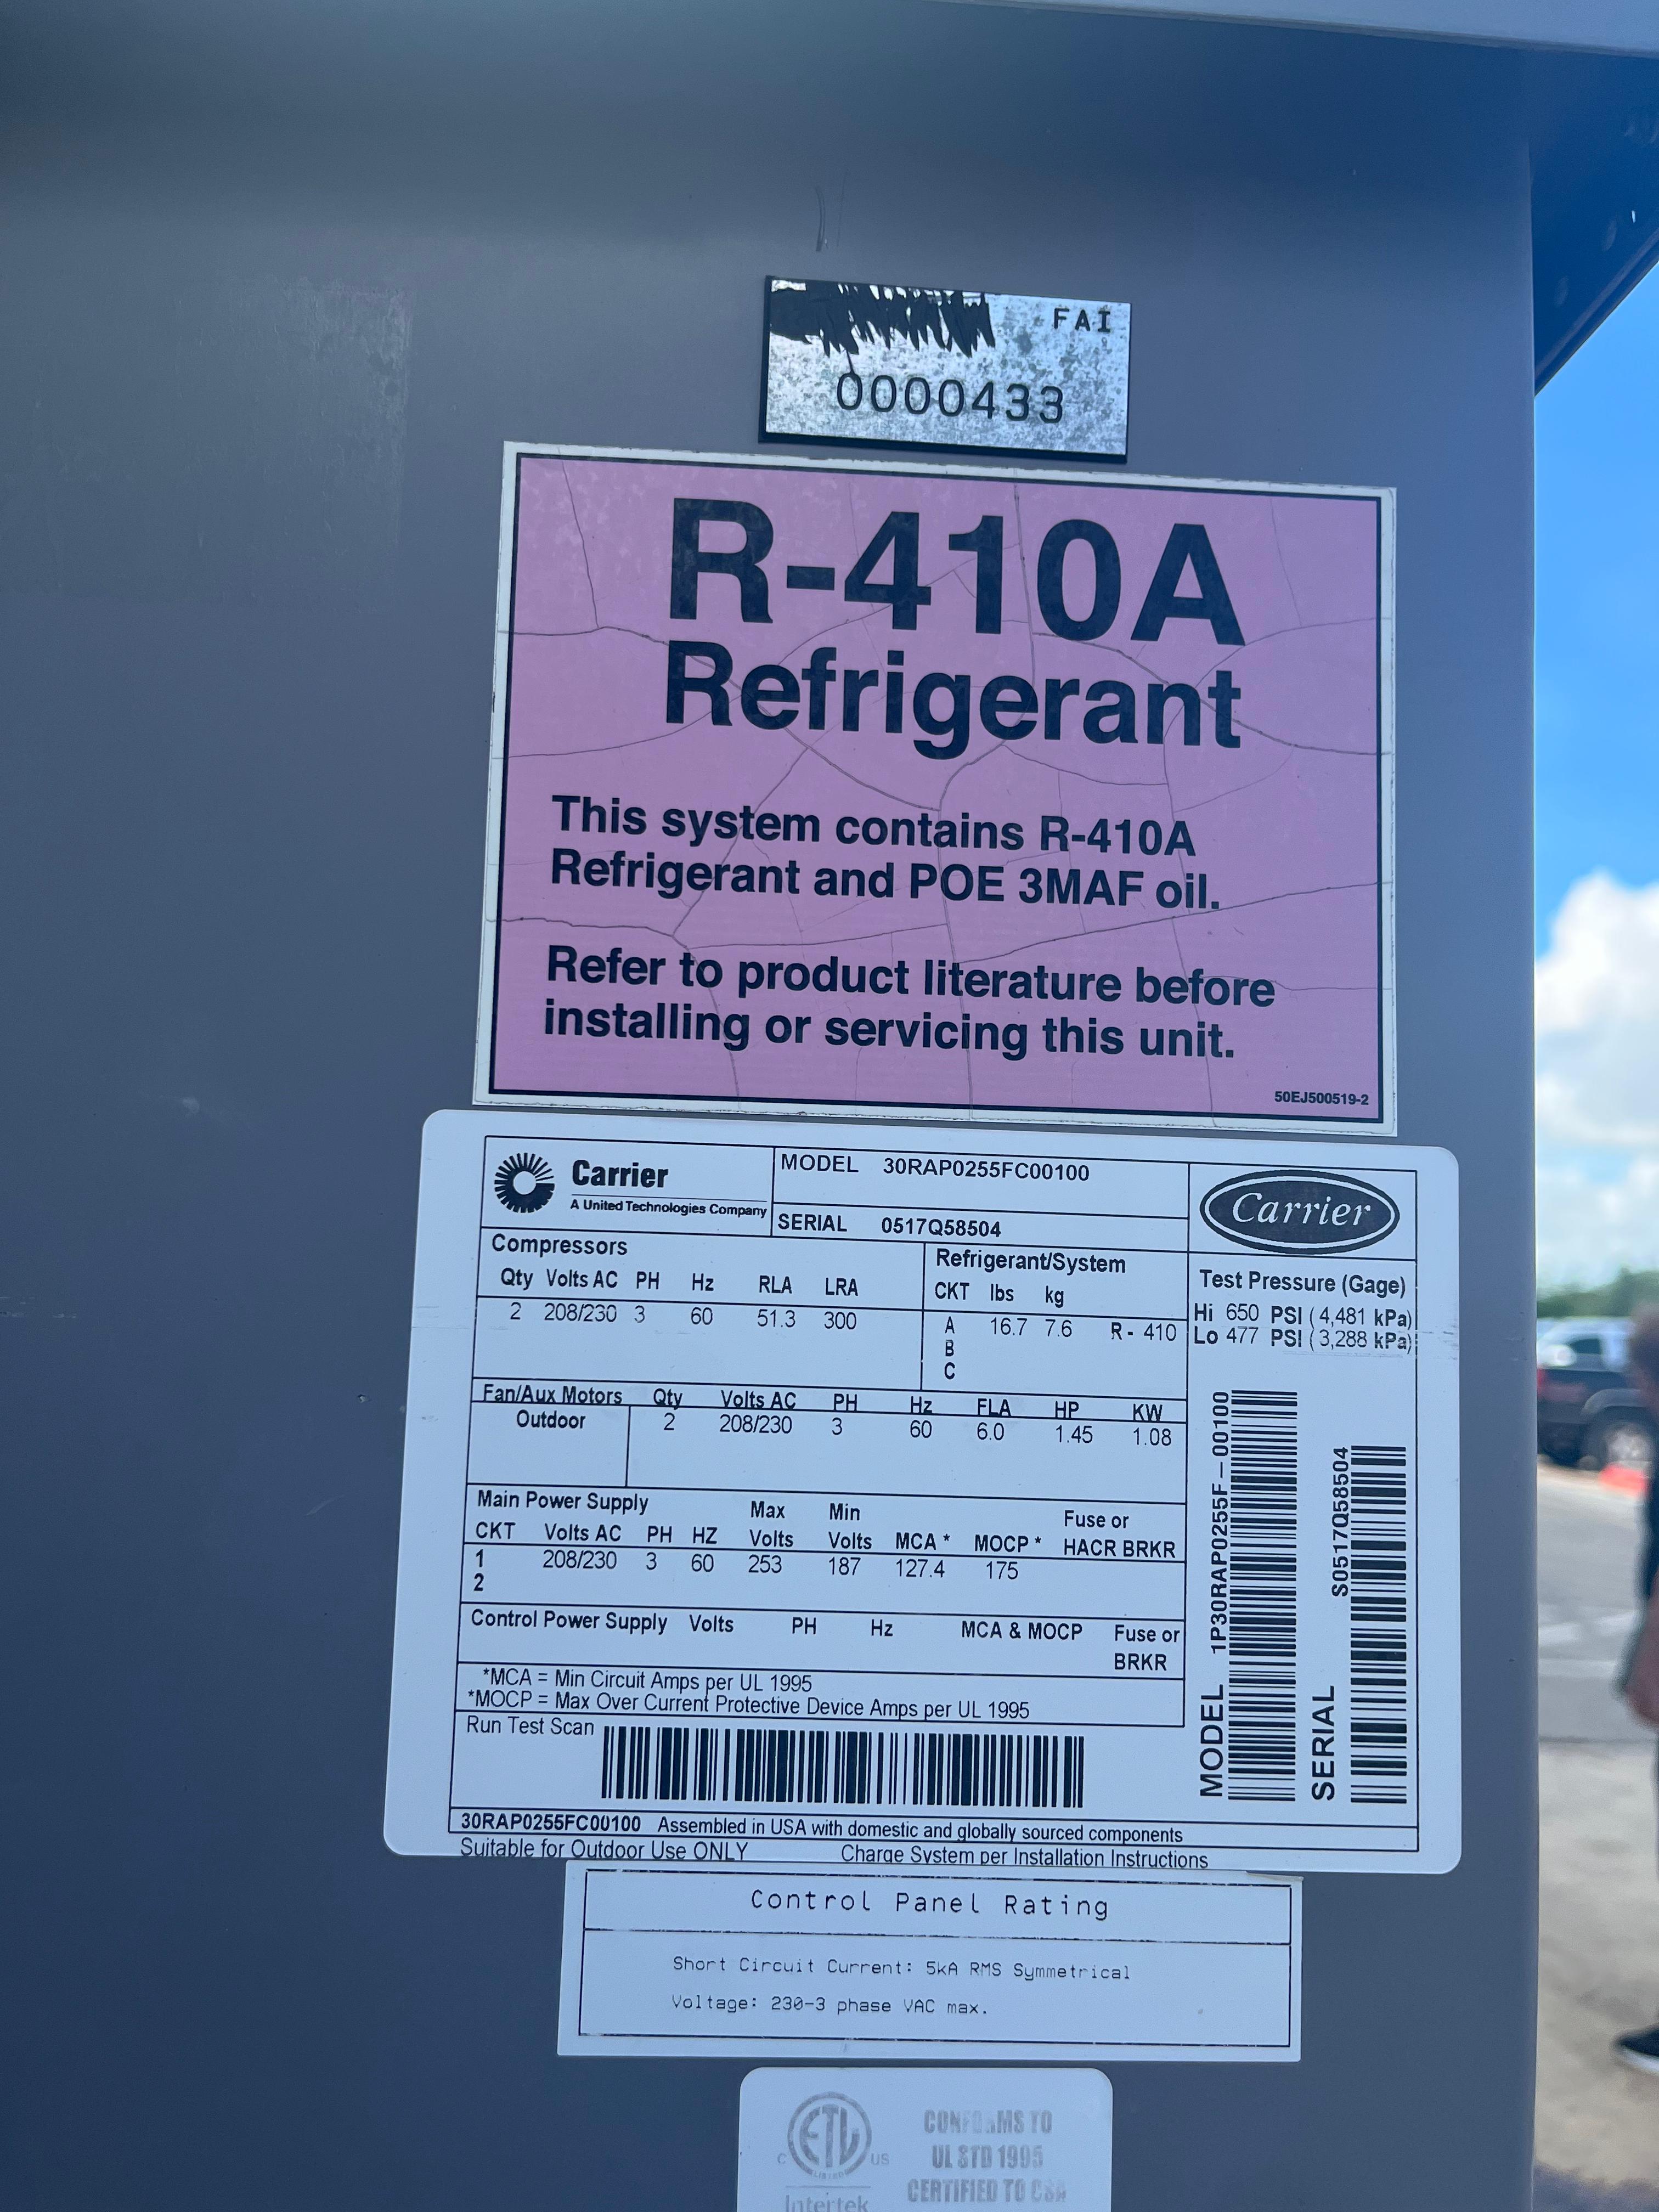 FAI
0000433
R-410A
Refrigerant
This system contains R-410A
Refrigerant and POE 3MAF oil.
Refer to product literature before
installing or servicing this unit.
50EJ500519-2
Carrier
A United Technologies Company
MODEL 30RAP0255FC00100
SERIAL 0517Q58504
Carrier
Compressors
Qty Volts AC PH Hz RLA LRA
2 208/230 3 60 51.3 300
Refrigerant/System
CKT lbs kg
A 16.7 7.6 R - 410
B
C
Test Pressure (Gage)
Hi 650 PSI ( 4,481 kPa)
Lo 477 PSI ( 3,288 kPa)
Fan/Aux Motors Qty Volts AC PH Hz FLA HP KW
Outdoor 2 208/230 3 60 6.0 1.45 1.08
Main Power Supply Max Min Fuse or
CKT Volts AC PH HZ Volts Volts MCA * MOCP * HACR BRKR
1 208/230 3 60 253 187 127.4 175
2
Control Power Supply Volts PH Hz MCA & MOCP Fuse or
BRKR
*MCA = Min Circuit Amps per UL 1995
*MOCP = Max Over Current Protective Device Amps per UL 1995
Run Test Scan
MODEL 1P30RAP0255F-00100
SERIAL S0517Q58504
30RAP0255FC00100 Assembled in USA with domestic and globally sourced components
Suitable for Outdoor Use ONLY Charge System per Installation Instructions
Control Panel Rating
Short Circuit Current: 5kA RMS Symmetrical
Voltage: 230-3 phase VAC max.
ETL
LISTED
C US
Intertek
CONFORMS TO
UL STD 1995
CERTIFIED TO CSA